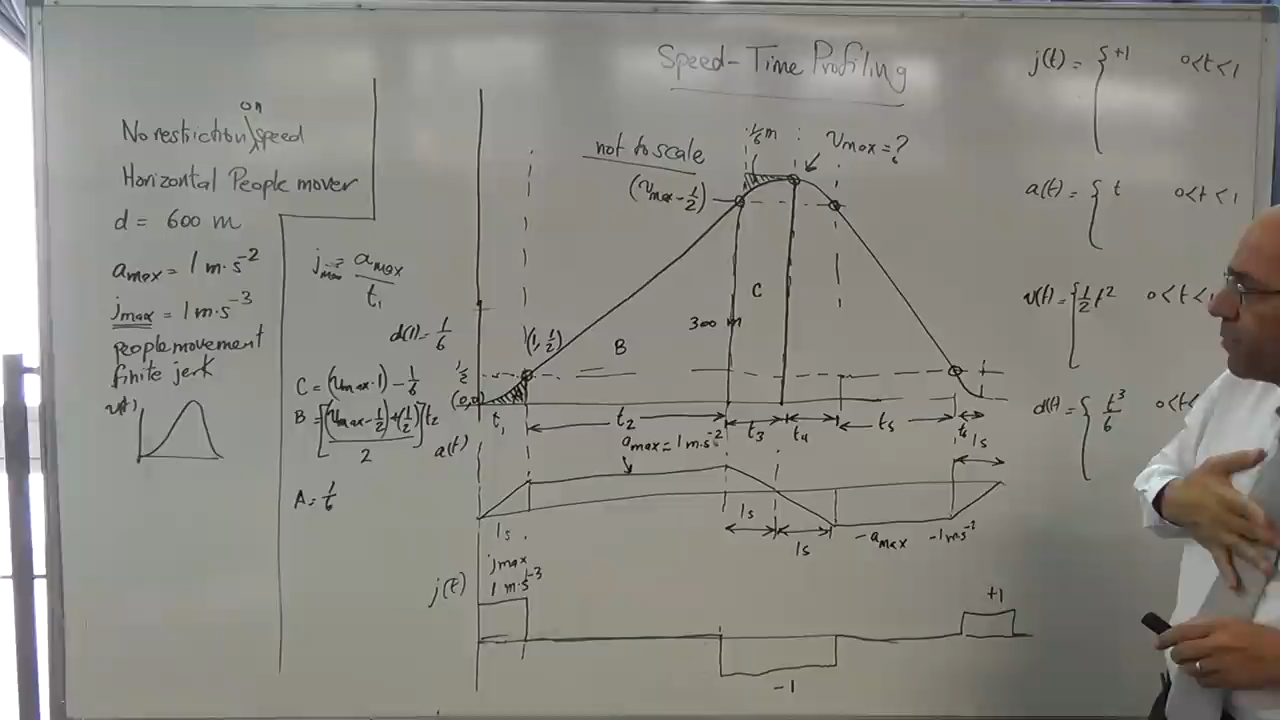 Speed-Time Profiling
on
No restriction speed
Horizontal People mover
d = 600 m
amax = 1 m·s⁻²
jmax = 1 m·s⁻³
people movement
finite jerk
v(t)
jmax = amax / t₁
d(1) = 1/6
C = (vmax·1) - 1/6
B = [((vmax - 1/2) + (1/2)) / 2] t₂
A = 1/6
not to scale
1/6 m
vmax = ?
(vmax - 1/2)
(1, 1/2)
1/2
(0,0)
B
C
300 m
t₁
t₂
t₃
t₄
t₅
t₆
1s
a(t)
amax = 1 m·s⁻²
1s
1s
1s
-amax
-1 m·s⁻²
j(t)
jmax
1 m·s⁻³
-1
+1
j(t) = { +1 0<t<1
a(t) = { t 0<t<1
v(t) = { 1/2 t² 0<t<1
d(t) = { t³/6 0<t<